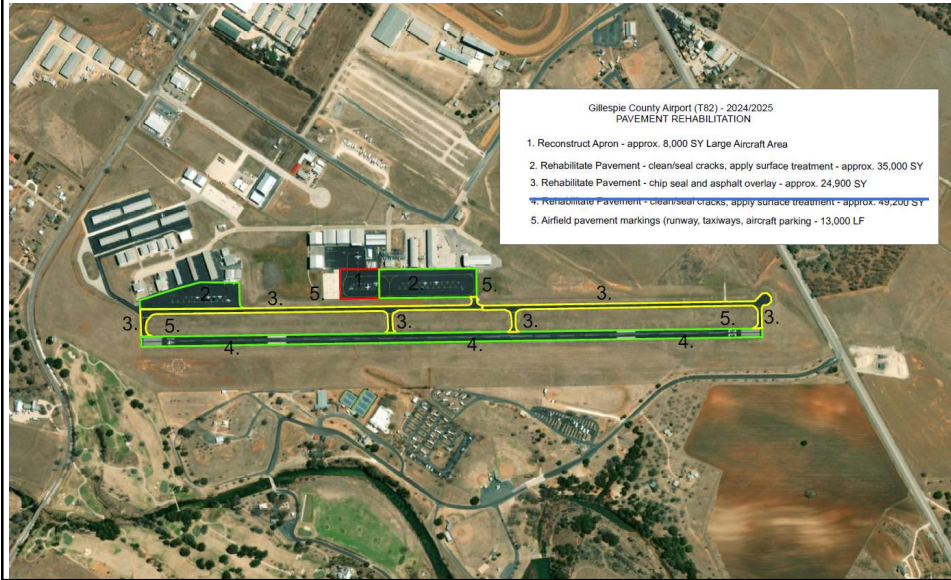 Gillespie County Airport (T82) - 2024/2025
PAVEMENT REHABILITATION
1. Reconstruct Apron - approx. 8,000 SY Large Aircraft Area
2. Rehabilitate Pavement - clean/seal cracks, apply surface treatment - approx. 35,000 SY
3. Rehabilitate Pavement - chip seal and asphalt overlay - approx. 24,900 SY
4. Rehabilitate Pavement - clean/seal cracks, apply surface treatment - approx. 49,200 SY
5. Airfield pavement markings (runway, taxiways, aircraft parking - 13,000 LF
1.
2.
5.
2.
3.
5.
3.
3.
5.
3.
3.
5.
3.
4.
4.
4.